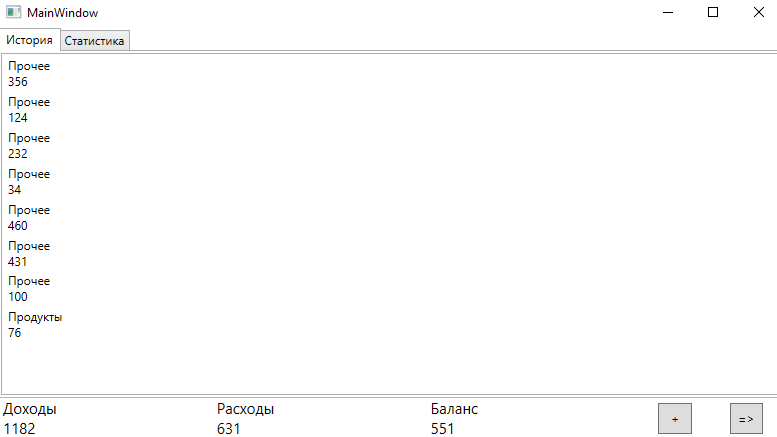 MainWindow
История Статистика
Прочее
356
Прочее
124
Прочее
232
Прочее
34
Прочее
460
Прочее
431
Прочее
100
Продукты
76
Доходы Расходы Баланс
1182 631 551
+ =>